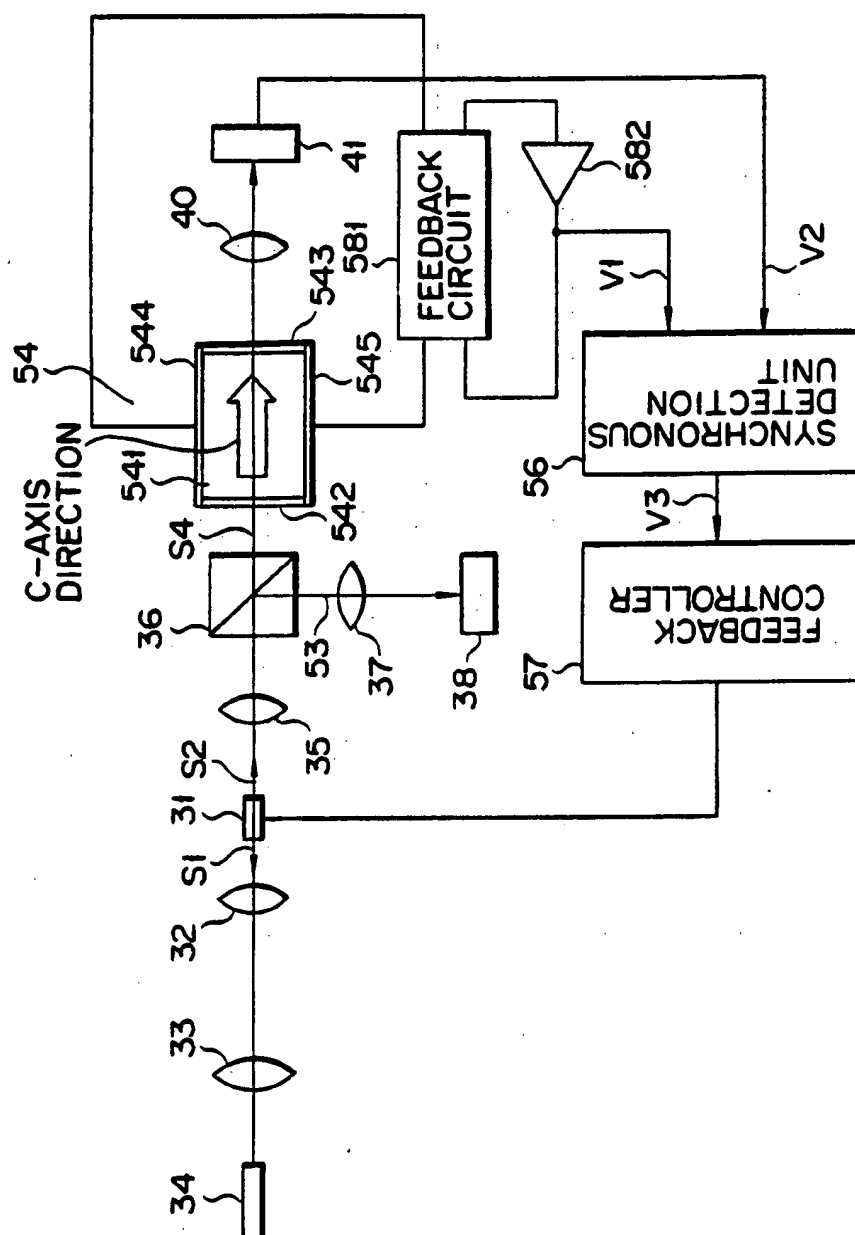 C-AXIS
DIRECTION
54
541
544
543
545
542
S4
36
53
37
38
35
S2
31
S1
32
33
34
40
41
FEEDBACK
CIRCUIT
581
582
V1
V2
SYNCHRONOUS
DETECTION
UNIT
56
V3
FEEDBACK
CONTROLLER
57